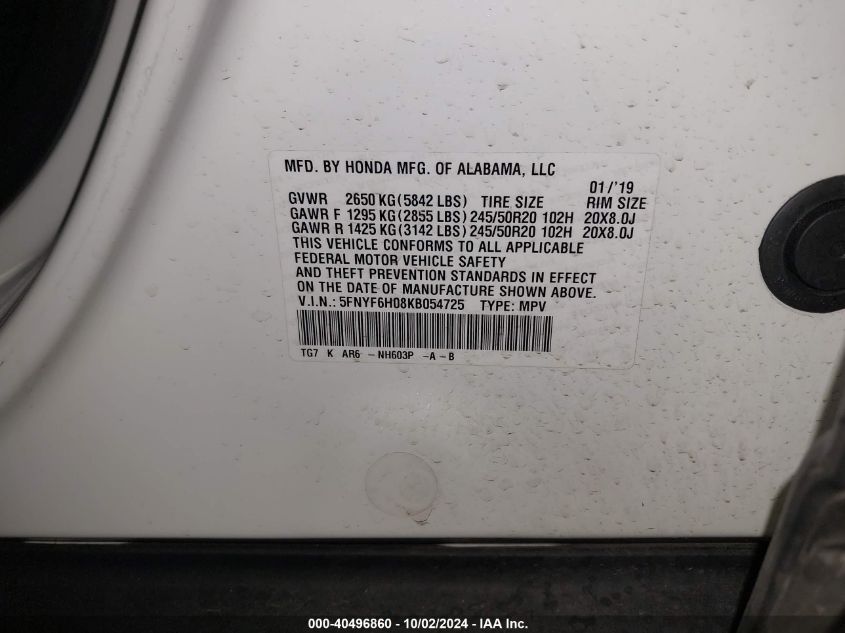 MFD. BY HONDA MFG. OF ALABAMA, LLC
01/'19
GVWR 2650 KG (5842 LBS) TIRE SIZE RIM SIZE
GAWR F 1295 KG (2855 LBS) 245/50R20 102H 20X8.0J
GAWR R 1425 KG (3142 LBS) 245/50R20 102H 20X8.0J
THIS VEHICLE CONFORMS TO ALL APPLICABLE
FEDERAL MOTOR VEHICLE SAFETY
AND THEFT PREVENTION STANDARDS IN EFFECT
ON THE DATE OF MANUFACTURE SHOWN ABOVE.
V.I.N.: 5FNYF6H08KB054725 TYPE: MPV
TG7 K AR6 -NH603P -A-B
000-40496860 - 10/02/2024 - IAA Inc.